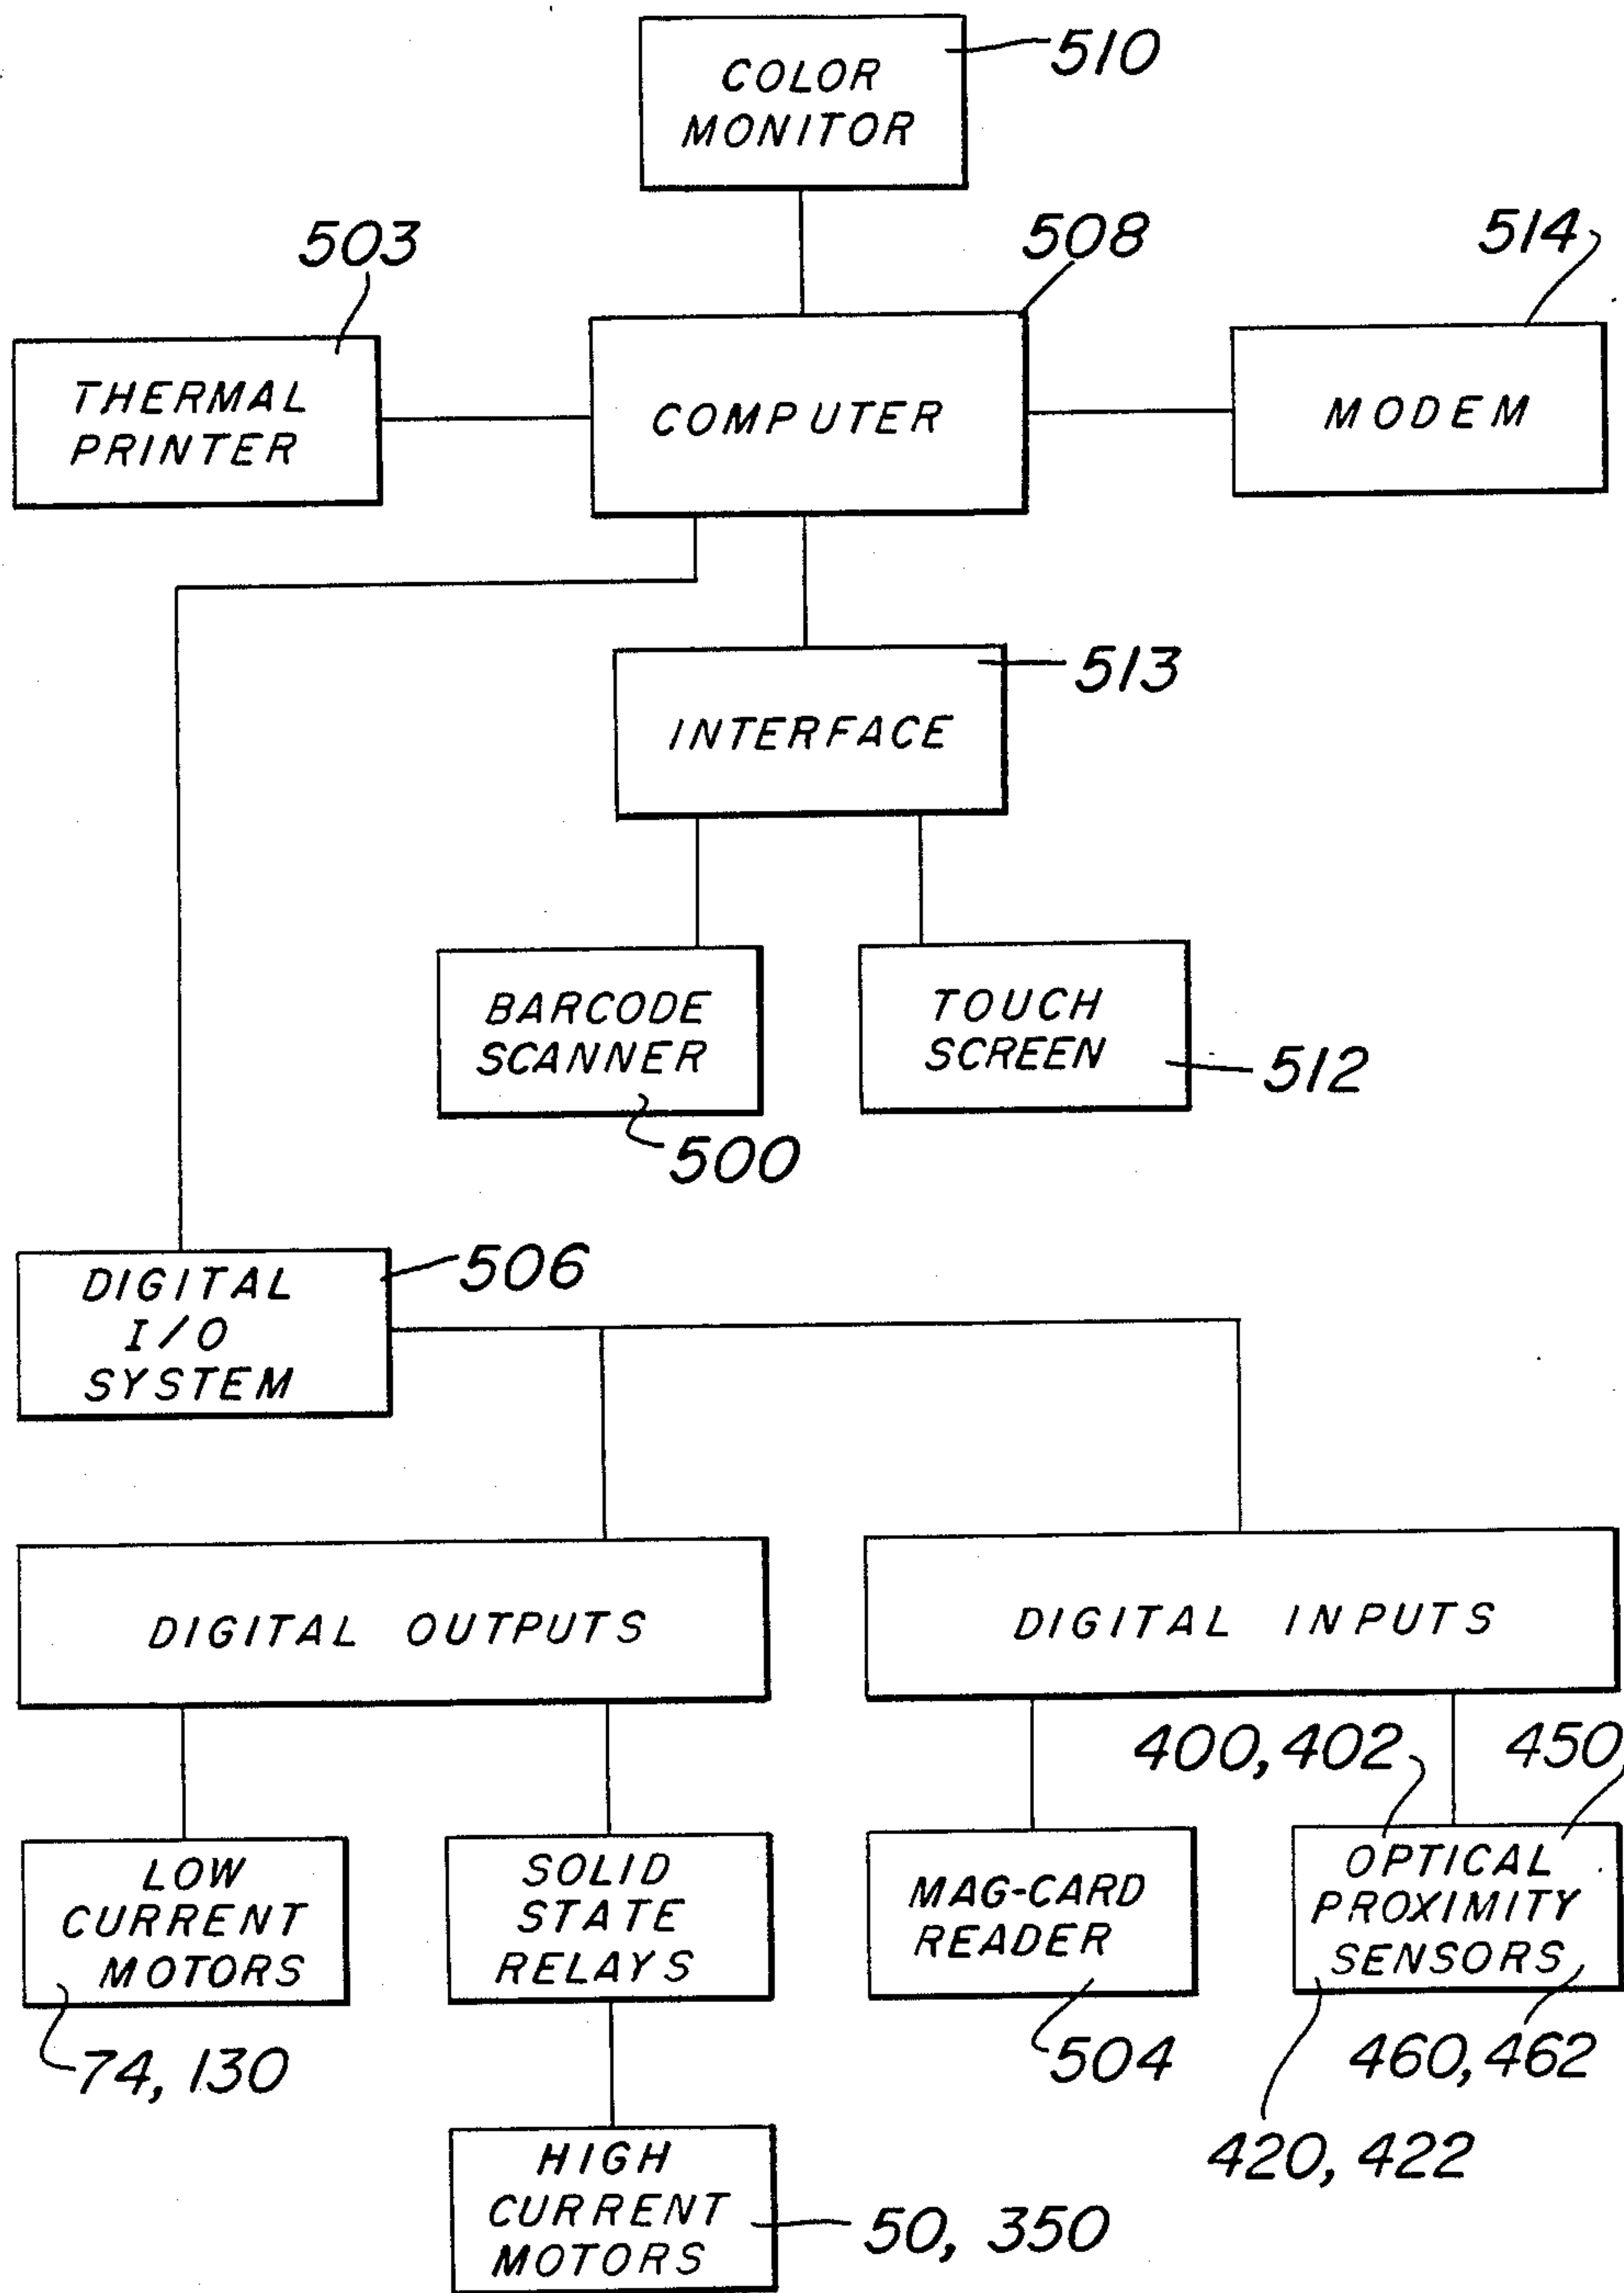 COLOR
MONITOR
510
503
508
514
THERMAL
PRINTER
COMPUTER
MODEM
INTERFACE
513
BARCODE
SCANNER
500
TOUCH
SCREEN
512
DIGITAL
I/O
SYSTEM
506
DIGITAL OUTPUTS
DIGITAL INPUTS
400, 402
450
LOW
CURRENT
MOTORS
74, 130
SOLID
STATE
RELAYS
MAG-CARD
READER
504
OPTICAL
PROXIMITY
SENSORS
460, 462
420, 422
HIGH
CURRENT
MOTORS
50, 350